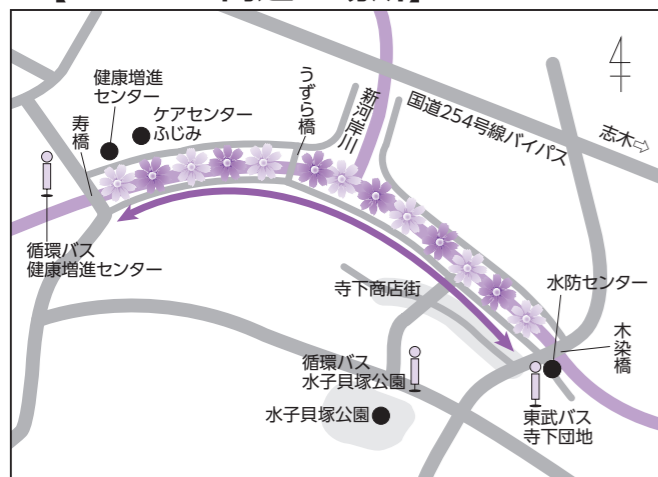 健康増進
センター
ケアセンター
ふじみ
寿橋
うずら橋
新河岸川
国道254号線バイパス
志木⇨
循環バス
健康増進センター
寺下商店街
水防センター
木染橋
循環バス
水子貝塚公園
水子貝塚公園
東武バス
寺下団地